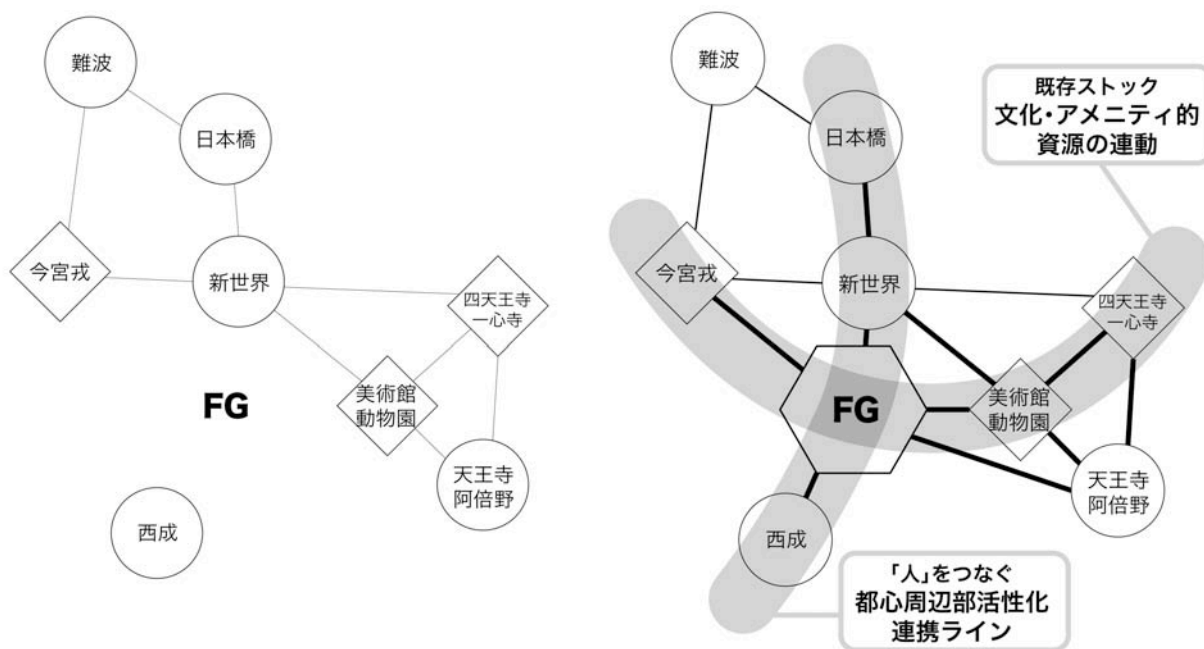 難波
日本橋
今宮戎
新世界
四天王寺
一心寺
美術館
動物園
FG
天王寺
阿倍野
西成
難波
日本橋
既存ストック
文化・アメニティ的
資源の連動
今宮戎
新世界
四天王寺
一心寺
FG
美術館
動物園
天王寺
阿倍野
西成
「人」をつなぐ
都心周辺部活性化
連携ライン